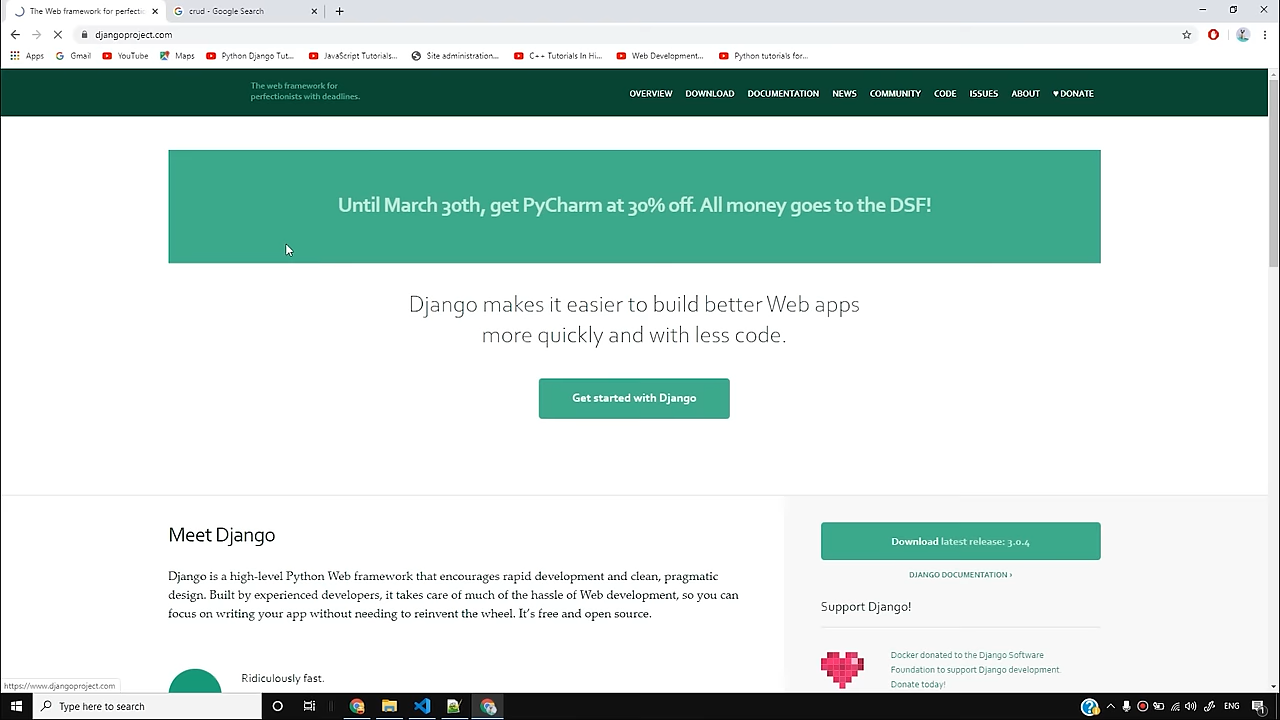 The Web framework for perfecti
crud - Google Search
djangoproject.com
Apps
Gmail
YouTube
Maps
Python Django Tut...
JavaScript Tutorials...
Site administration...
C++ Tutorials In Hi...
Web Development...
Python tutorials for...
The web framework for
perfectionists with deadlines.
OVERVIEW
DOWNLOAD
DOCUMENTATION
NEWS
COMMUNITY
CODE
ISSUES
ABOUT
♥ DONATE
Until March 30th, get PyCharm at 30% off. All money goes to the DSF!
Django makes it easier to build better Web apps
more quickly and with less code.
Get started with Django
Meet Django
Django is a high-level Python Web framework that encourages rapid development and clean, pragmatic
design. Built by experienced developers, it takes care of much of the hassle of Web development, so you can
focus on writing your app without needing to reinvent the wheel. It's free and open source.
Ridiculously fast.
Download latest release: 3.0.4
DJANGO DOCUMENTATION ›
Support Django!
Docker donated to the Django Software
Foundation to support Django development.
Donate today!
https://www.djangoproject.com
Type here to search
ENG